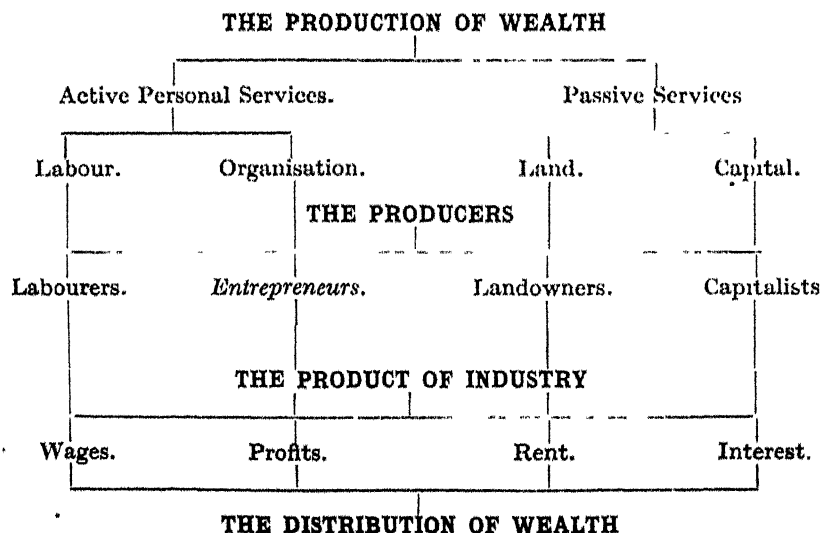 THE PRODUCTION OF WEALTH
Active Personal Services. Passive Services
Labour. Organisation. Land. Capital.
THE PRODUCERS
Labourers. Entrepreneurs. Landowners. Capitalists
THE PRODUCT OF INDUSTRY
Wages. Profits. Rent. Interest.
THE DISTRIBUTION OF WEALTH